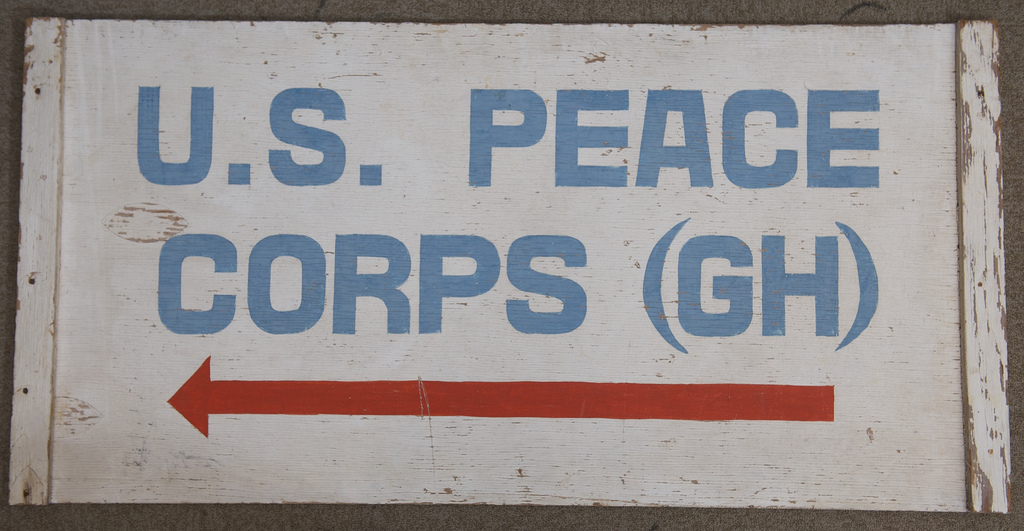 U.S. PEACE
CORPS (GH)